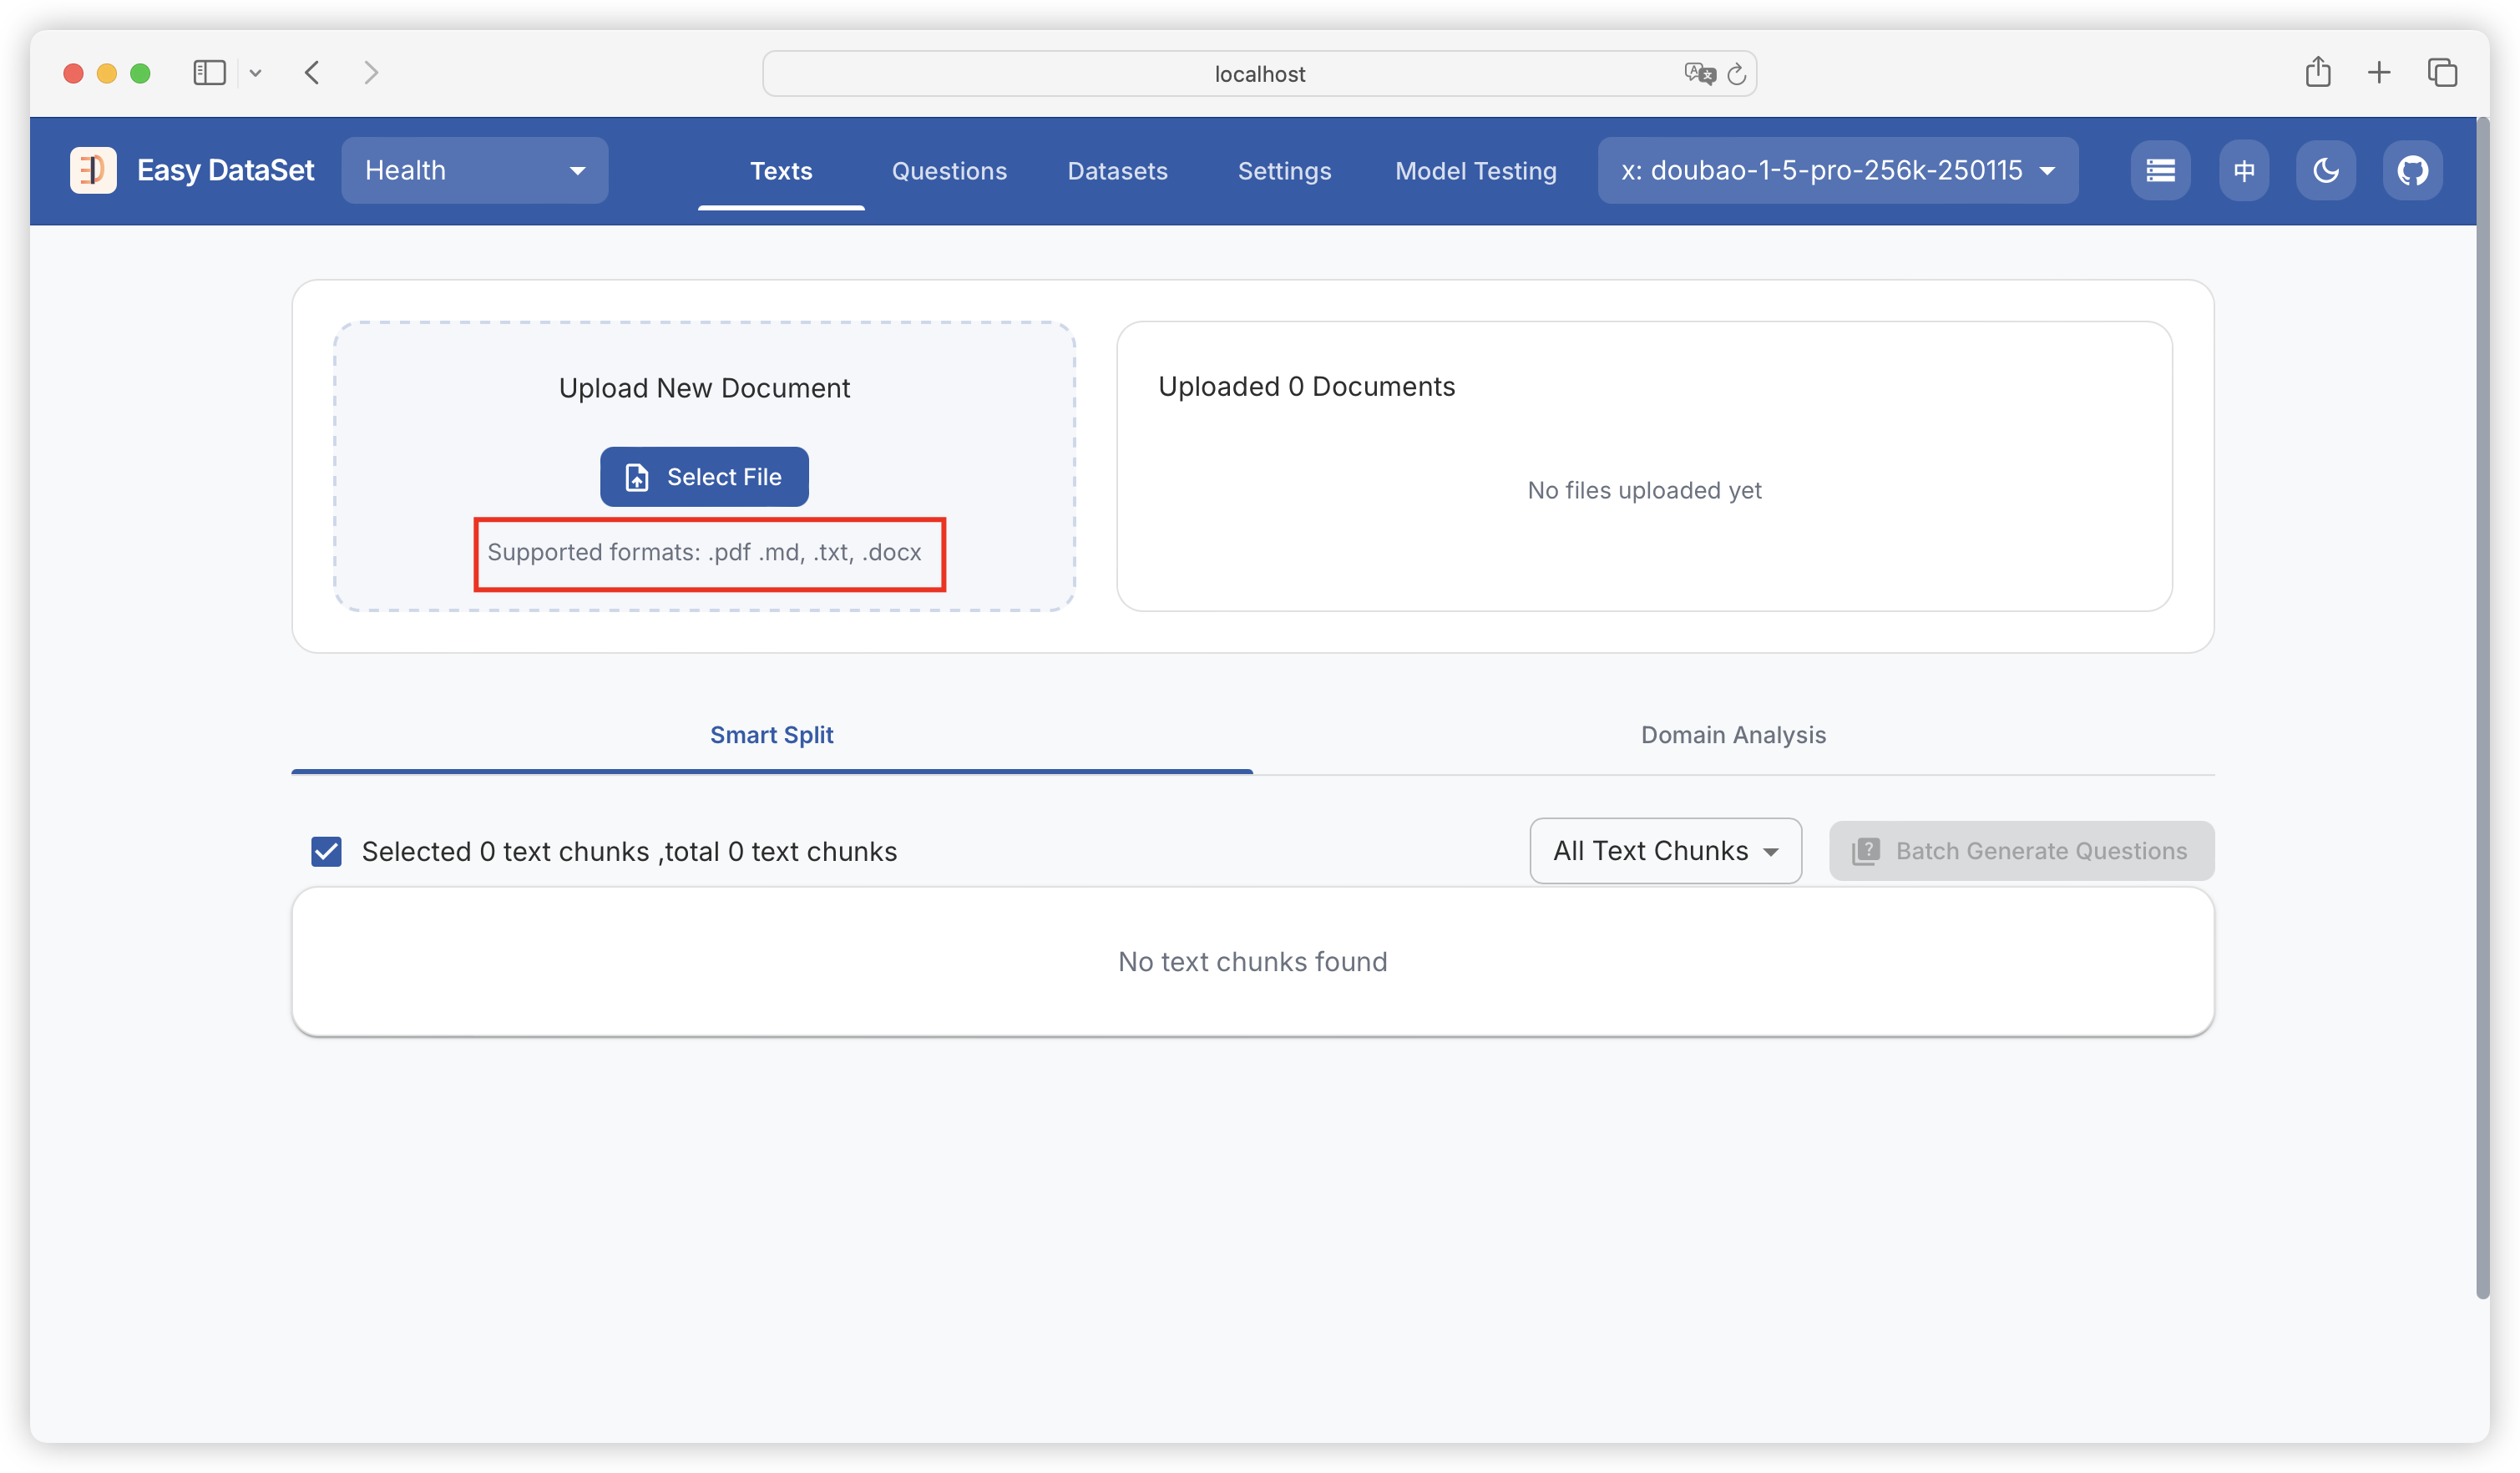 localhost
Easy DataSet
Health
Texts
Questions
Datasets
Settings
Model Testing
x: doubao-1-5-pro-256k-250115
中
Upload New Document
Select File
Supported formats: .pdf .md, .txt, .docx
Uploaded 0 Documents
No files uploaded yet
Smart Split
Domain Analysis
Selected 0 text chunks ,total 0 text chunks
All Text Chunks
Batch Generate Questions
No text chunks found